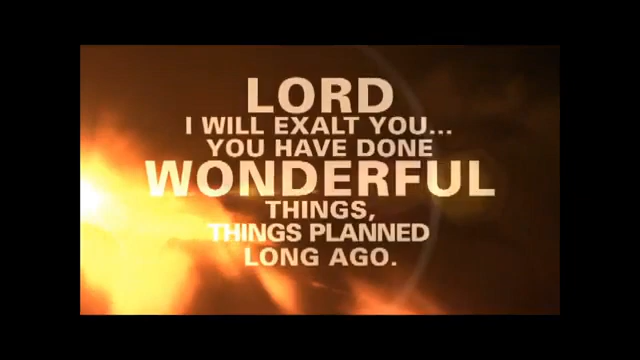 LORD
I WILL EXALT YOU...
YOU HAVE DONE
WONDERFUL
THINGS,
THINGS PLANNED
LONG AGO.